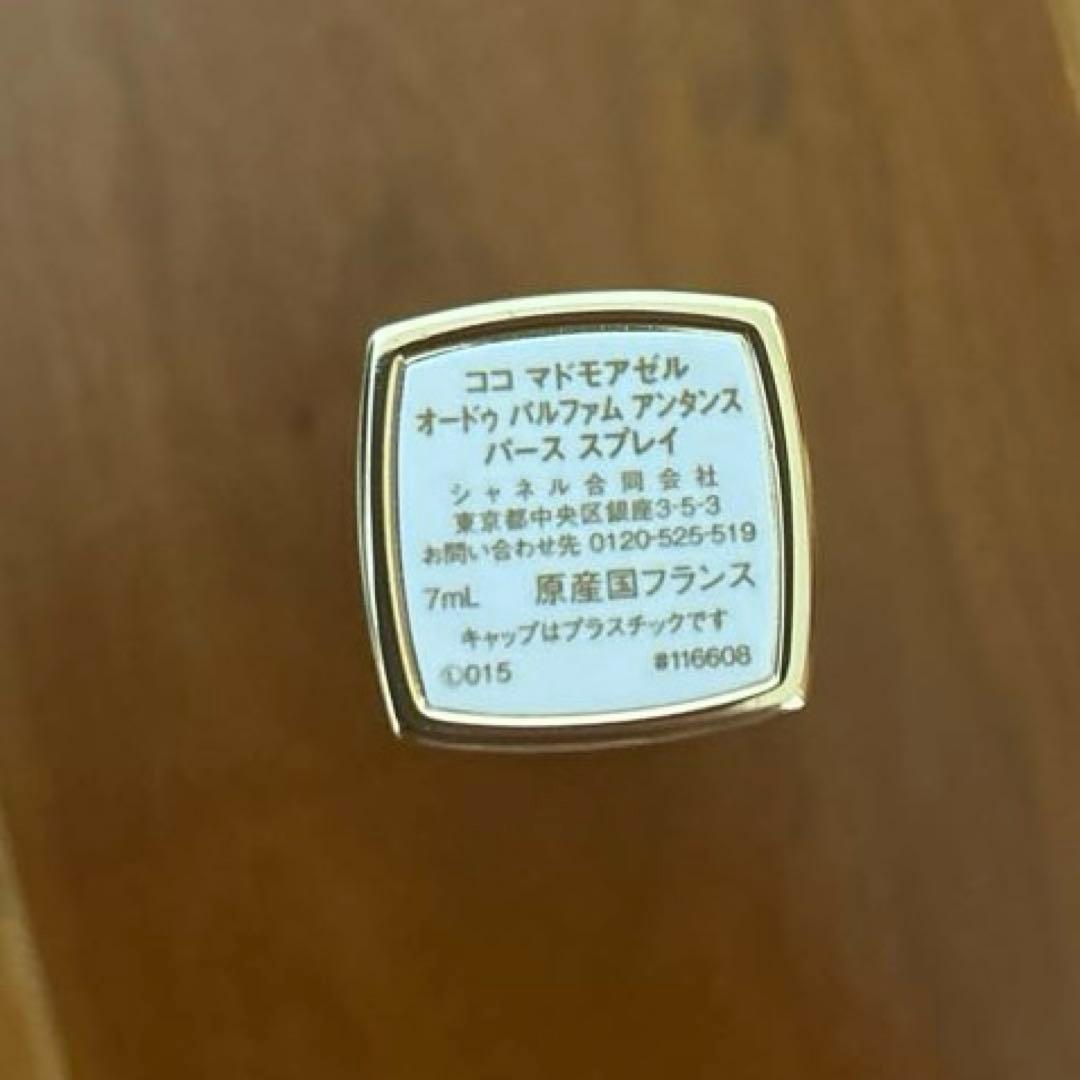 ココ マドモアゼル
オードゥ パルファム アンタンス
パース スプレイ
シャネル合同会社
東京都中央区銀座3-5-3
お問い合わせ先 0120-525-519
7mL 原産国フランス
キャップはプラスチックです
Ⓛ015 #116608